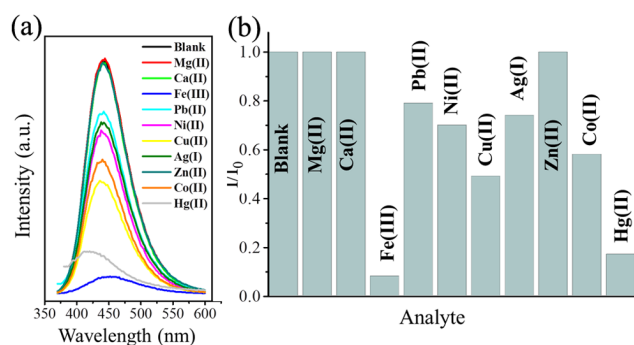 (a)
Intensity (a.u.)
Blank
Mg(II)
Ca(II)
Fe(III)
Pb(II)
Ni(II)
Cu(II)
Ag(I)
Zn(II)
Co(II)
Hg(II)
350 400 450 500 550 600
Wavelength (nm)
(b)
I/I0
1.0
0.8
0.6
0.4
0.2
0.0
Blank
Mg(II)
Ca(II)
Fe(III)
Pb(II)
Ni(II)
Cu(II)
Ag(I)
Zn(II)
Co(II)
Hg(II)
Analyte